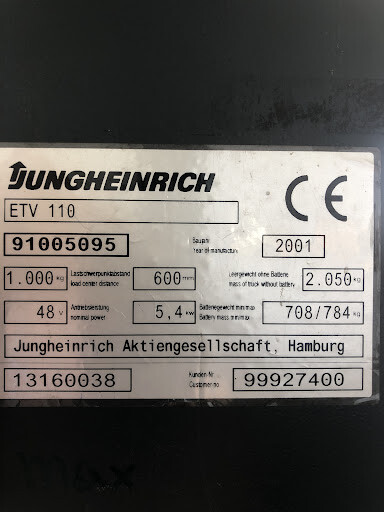 JUNGHEINRICH
CE
ETV 110
91005095 Baujahr year of manufacture 2001
1.000 kg Lastschwerpunktabstand load center distance 600 mm Leergewicht ohne Batterie mass of truck without battery 2.050 kg
48 V Antriebsleistung nominal power 5,4 kw Batteriegewicht min/max Battery mass min/max 708/784 kg
Jungheinrich Aktiengesellschaft, Hamburg
13160038 Kunden-Nr. Customer no. 99927400
max